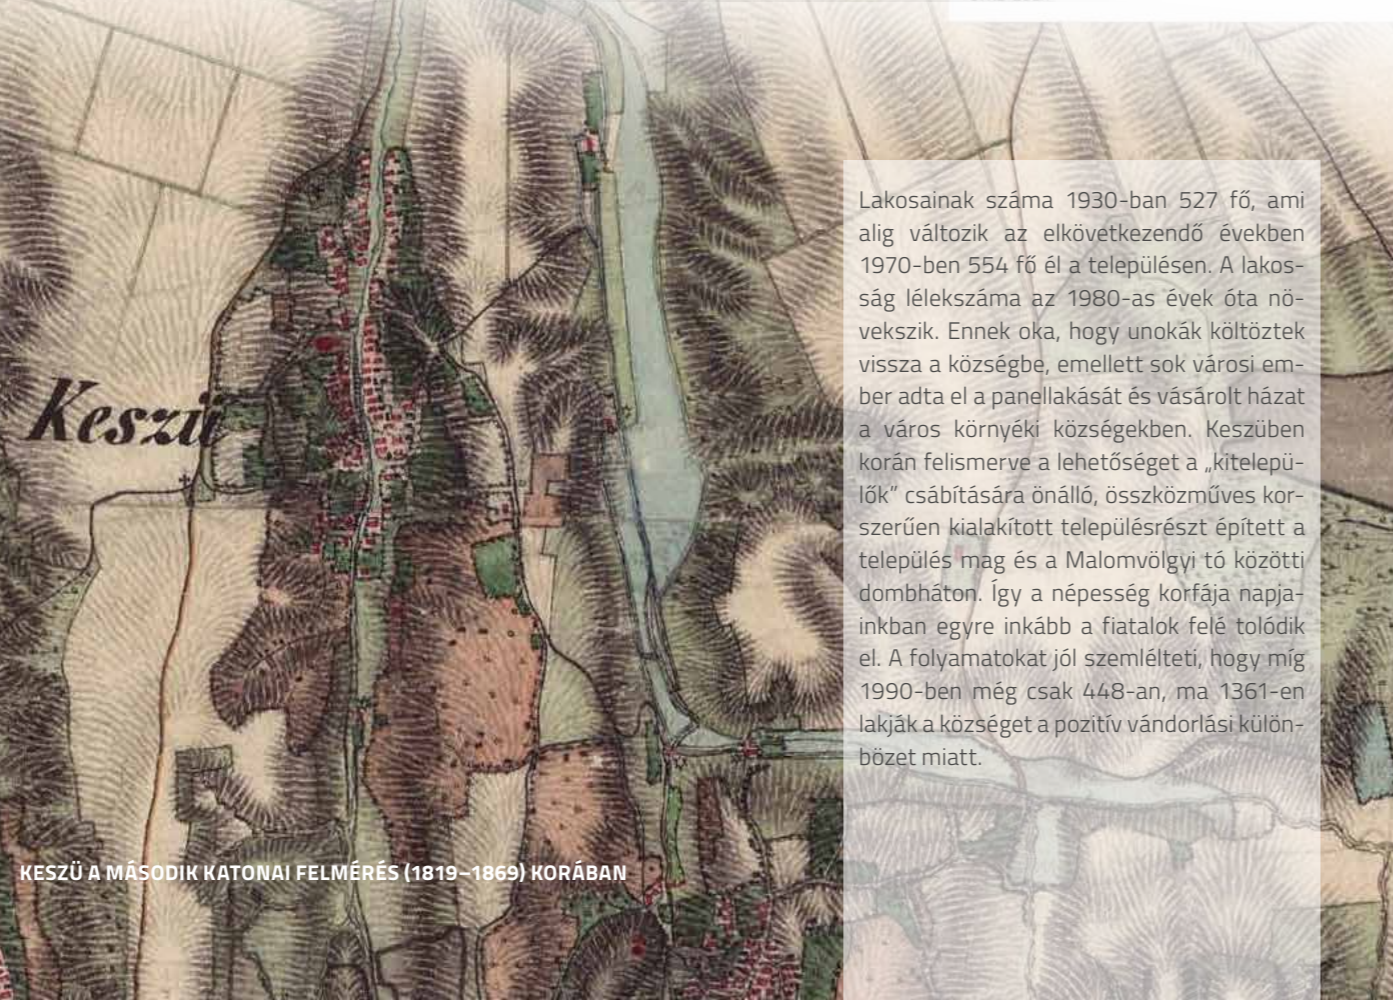 Lakosainak száma 1930-ban 527 fő, ami
alig változik az elkövetkezendő években
1970-ben 554 fő él a településen. A lakos-
ság lélekszáma az 1980-as évek óta nö-
vekszik. Ennek oka, hogy unokák költöztek
vissza a községbe, emellett sok városi em-
ber adta el a panellakását és vásárolt házat
a város környéki községekben. Keszüben
korán felismerve a lehetőséget a „kitelepü-
lők” csábítására önálló, összközműves kor-
szerűen kialakított településrészt épített a
település mag és a Malomvölgyi tó közötti
dombháton. Így a népesség korfája napja-
inkban egyre inkább a fiatalok felé tolódik
el. A folyamatokat jól szemlélteti, hogy míg
1990-ben még csak 448-an, ma 1361-en
lakják a községet a pozitív vándorlási külön-
bözet miatt.
Keszü
KESZÜ A MÁSODIK KATONAI FELMÉRÉS (1819–1869) KORÁBAN